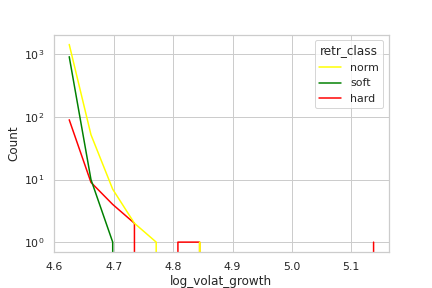 retr_class
norm
soft
hard
10³
10²
10¹
10⁰
Count
4.6 4.7 4.8 4.9 5.0 5.1
log_volat_growth